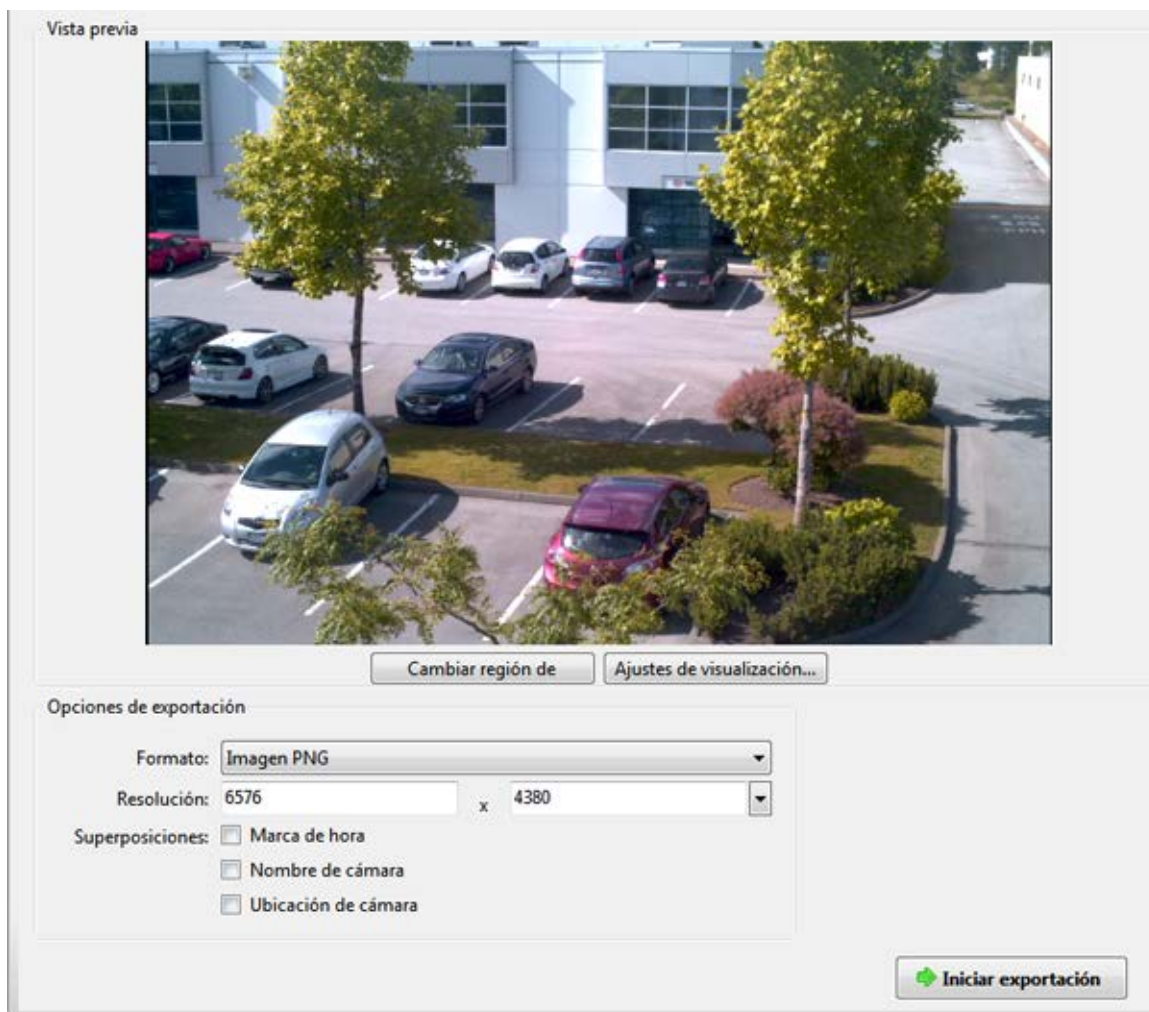 Vista previa
Cambiar región de
Ajustes de visualización...
Opciones de exportación
Formato: Imagen PNG
Resolución: 6576 x 4380
Superposiciones: Marca de hora
Nombre de cámara
Ubicación de cámara
Iniciar exportación